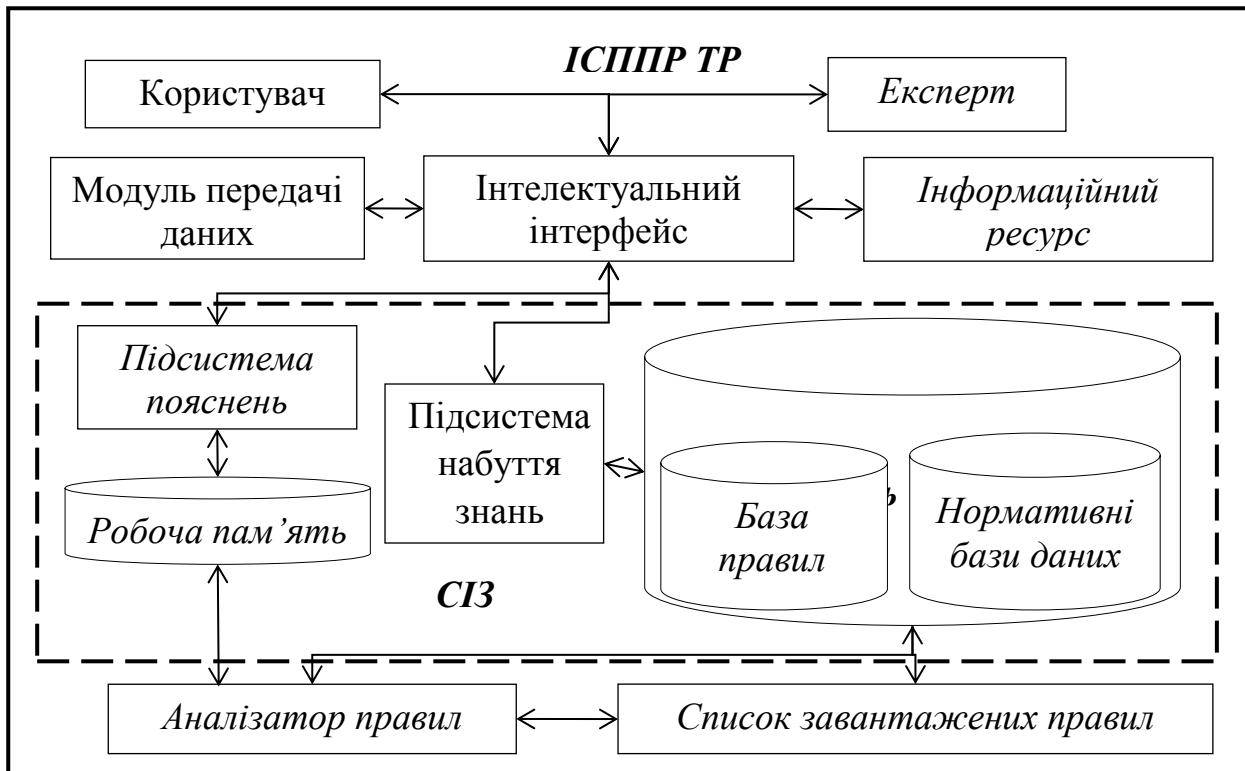 ІСППР ТР
Користувач
Експерт
Модуль передачі
даних
Інтелектуальний
інтерфейс
Інформаційний
ресурс
Підсистема
пояснень
Підсистема
набуття
знань
Робоча пам’ять
База
правил
Нормативні
бази даних
СІЗ
Аналізатор правил
Список завантажених правил